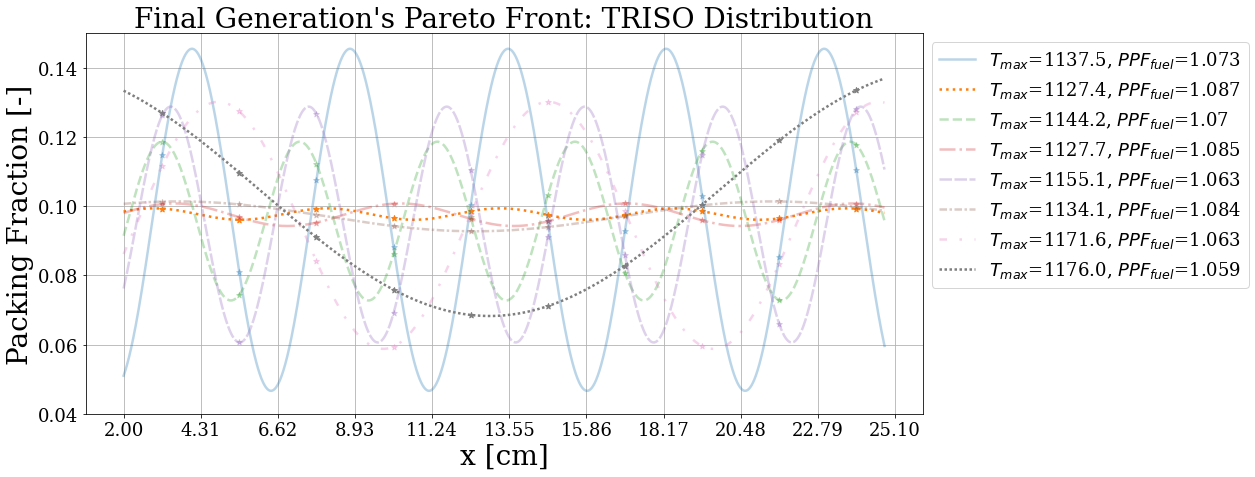 Final Generation's Pareto Front: TRISO Distribution
Packing Fraction [-]
0.14
0.12
0.10
0.08
0.06
0.04
2.00 4.31 6.62 8.93 11.24 13.55 15.86 18.17 20.48 22.79 25.10
x [cm]
T_max=1137.5, PPF_fuel=1.073
T_max=1127.4, PPF_fuel=1.087
T_max=1144.2, PPF_fuel=1.07
T_max=1127.7, PPF_fuel=1.085
T_max=1155.1, PPF_fuel=1.063
T_max=1134.1, PPF_fuel=1.084
T_max=1171.6, PPF_fuel=1.063
T_max=1176.0, PPF_fuel=1.059